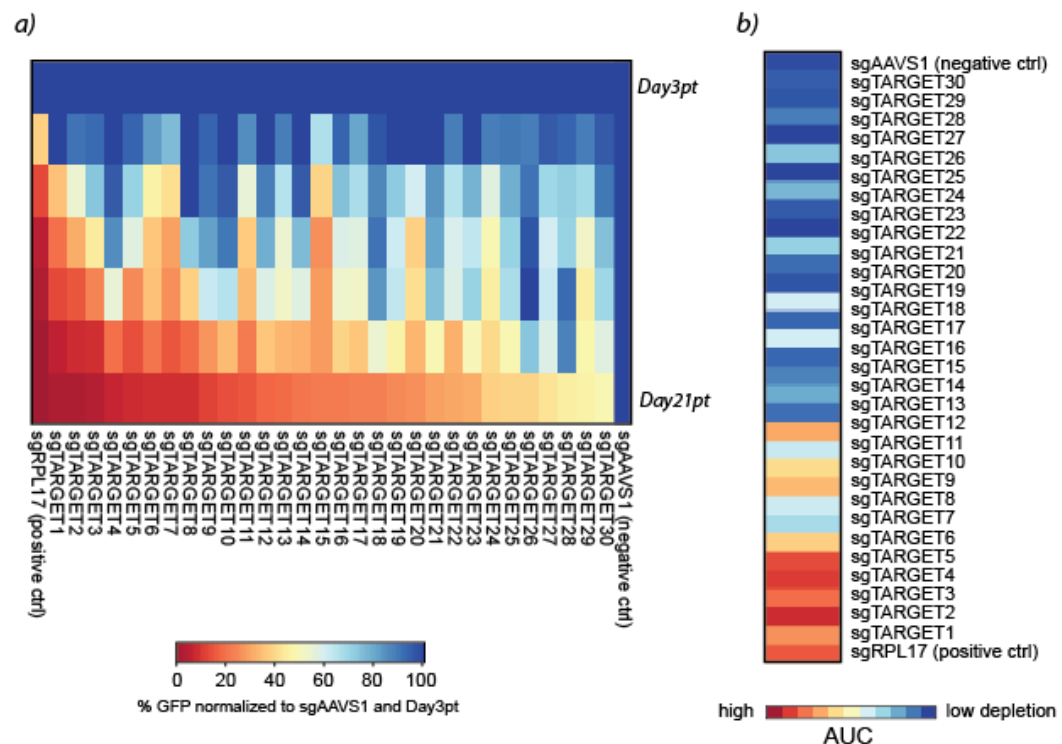 a)
Day3pt
Day21pt
sgRPL17 (positive ctrl)
sgTARGET1
sgTARGET2
sgTARGET3
sgTARGET4
sgTARGET5
sgTARGET6
sgTARGET7
sgTARGET8
sgTARGET9
sgTARGET10
sgTARGET11
sgTARGET12
sgTARGET13
sgTARGET14
sgTARGET15
sgTARGET16
sgTARGET17
sgTARGET18
sgTARGET19
sgTARGET20
sgTARGET21
sgTARGET22
sgTARGET23
sgTARGET24
sgTARGET25
sgTARGET26
sgTARGET27
sgTARGET28
sgTARGET29
sgTARGET30
sgAAVS1 (negative ctrl)
0 20 40 60 80 100
% GFP normalized to sgAAVS1 and Day3pt
b)
sgAAVS1 (negative ctrl)
sgTARGET30
sgTARGET29
sgTARGET28
sgTARGET27
sgTARGET26
sgTARGET25
sgTARGET24
sgTARGET23
sgTARGET22
sgTARGET21
sgTARGET20
sgTARGET19
sgTARGET18
sgTARGET17
sgTARGET16
sgTARGET15
sgTARGET14
sgTARGET13
sgTARGET12
sgTARGET11
sgTARGET10
sgTARGET9
sgTARGET8
sgTARGET7
sgTARGET6
sgTARGET5
sgTARGET4
sgTARGET3
sgTARGET2
sgTARGET1
sgRPL17 (positive ctrl)
high low depletion
AUC